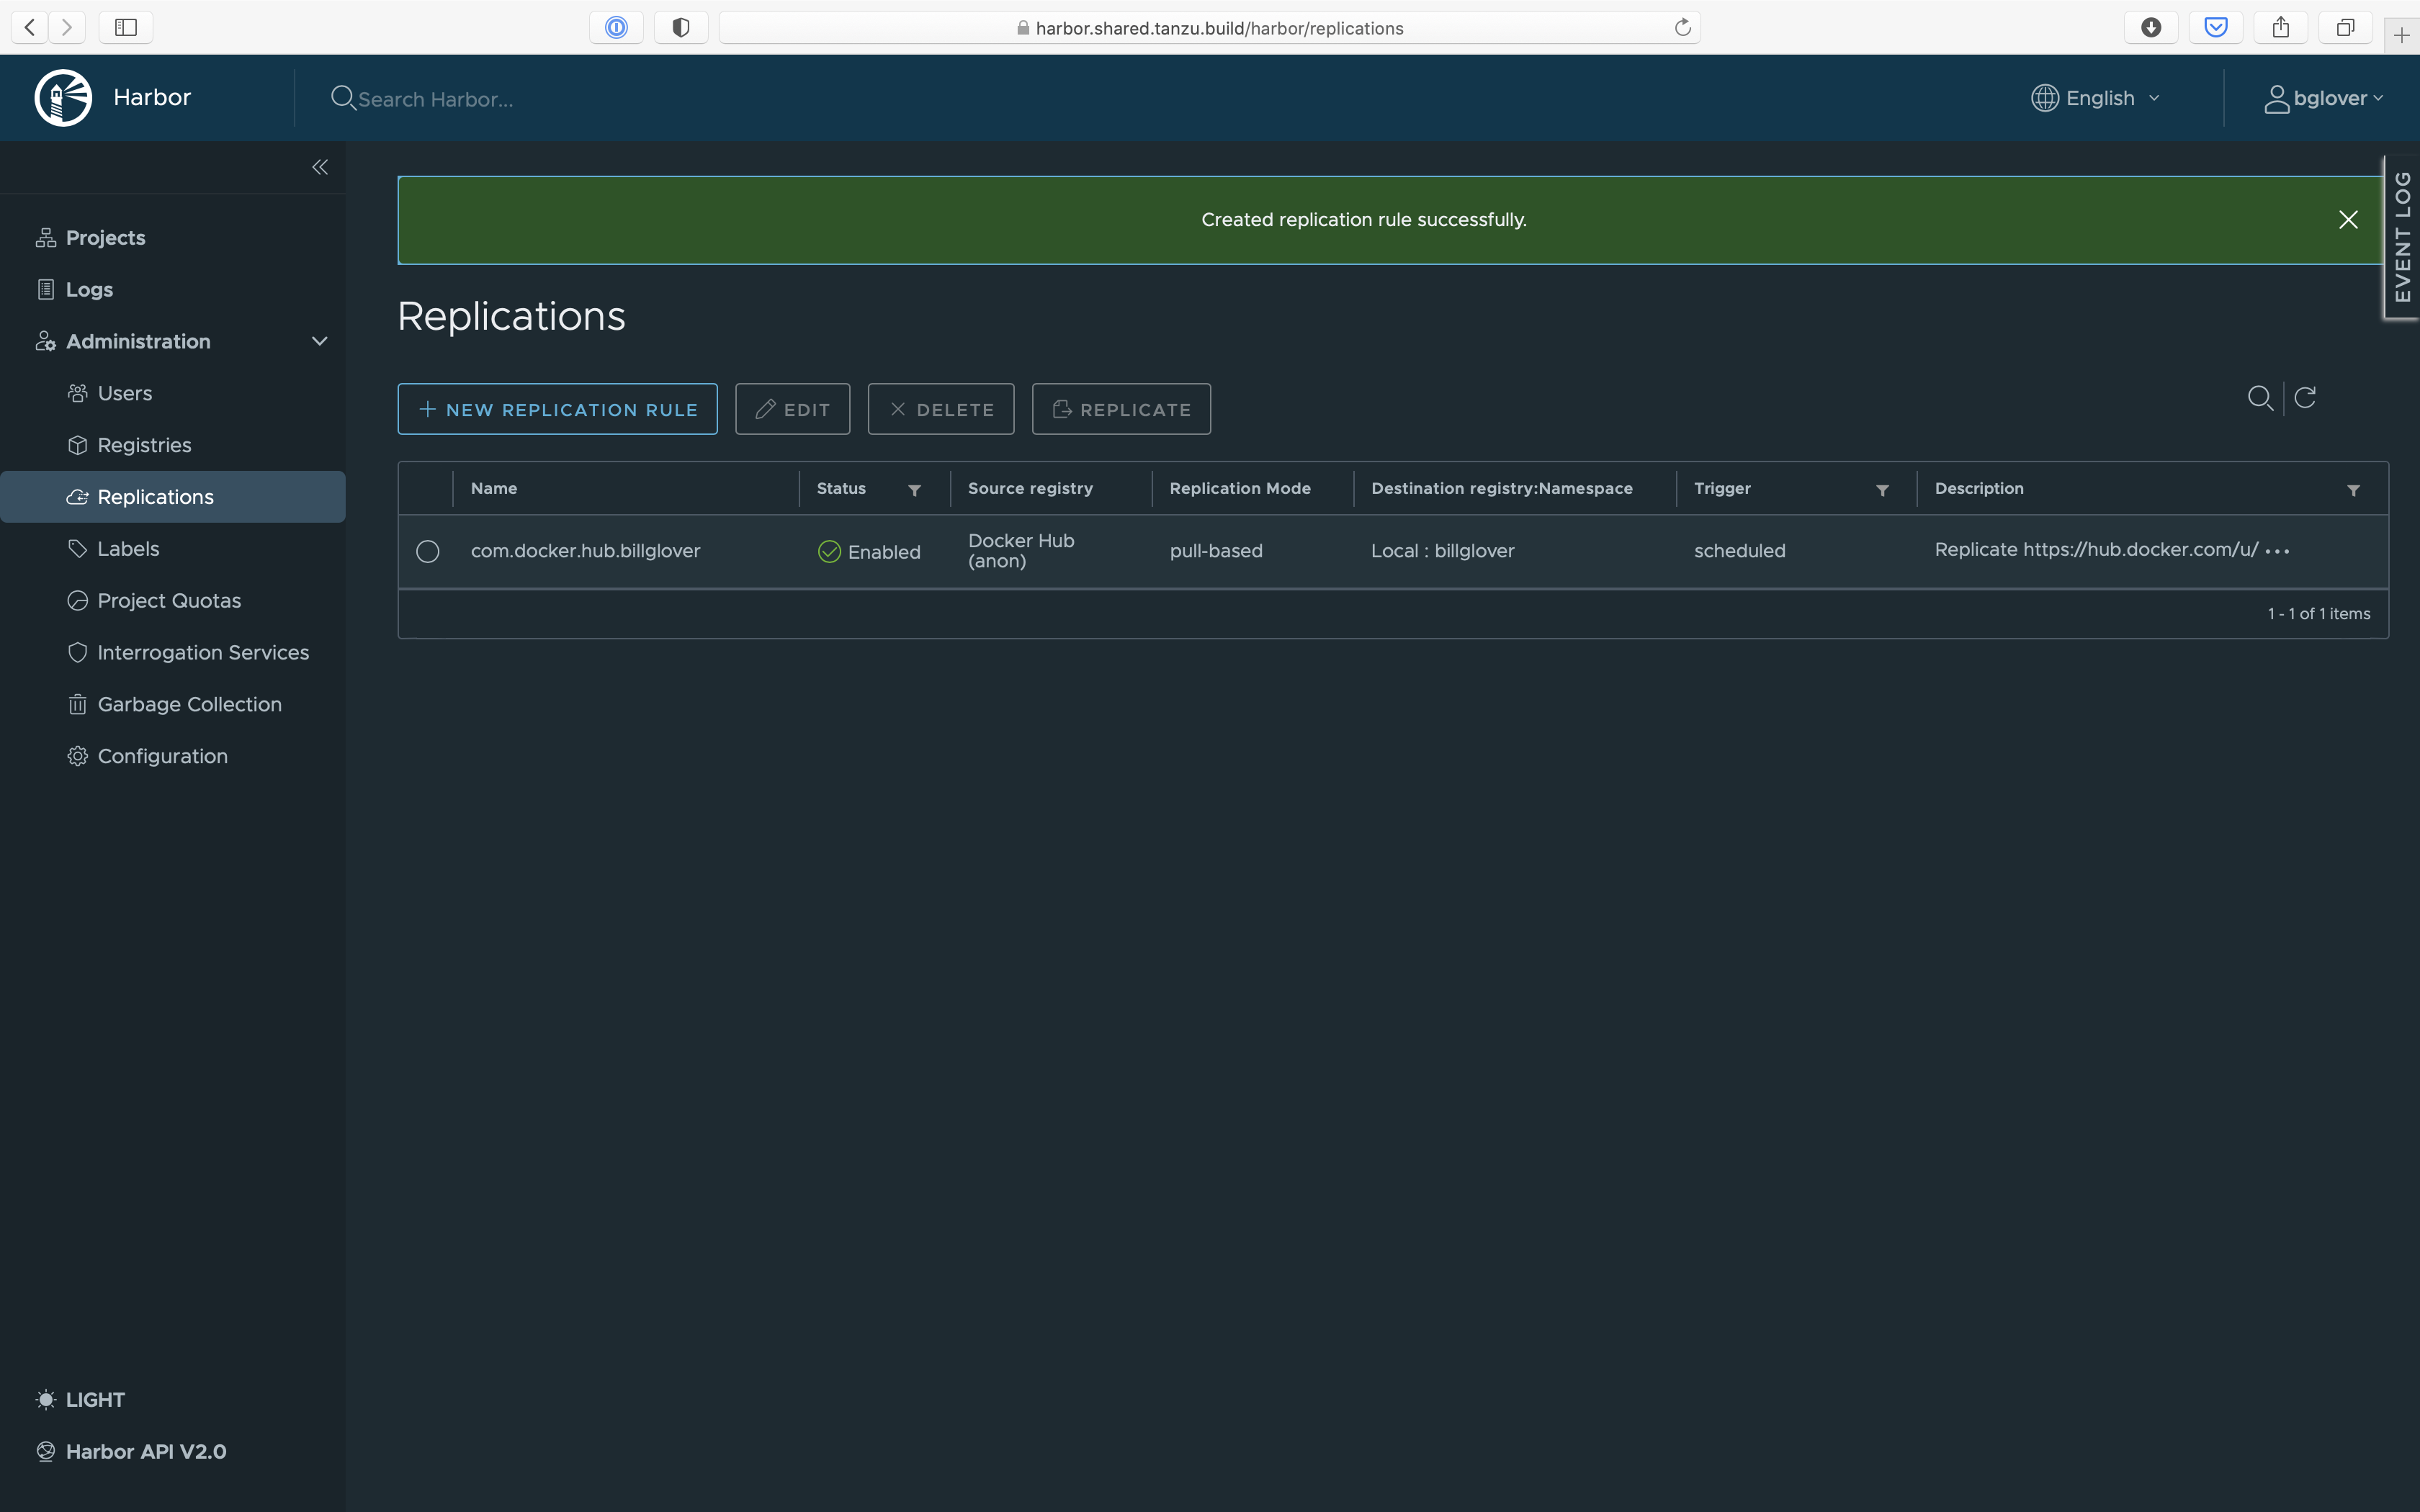 harbor.shared.tanzu.build/harbor/replications
Harbor
Search Harbor...
English
bglover
EVENT LOG
Projects
Logs
Administration
Users
Registries
Replications
Labels
Project Quotas
Interrogation Services
Garbage Collection
Configuration
LIGHT
Harbor API V2.0
Created replication rule successfully.
Replications
NEW REPLICATION RULE
EDIT
DELETE
REPLICATE
Name
Status
Source registry
Replication Mode
Destination registry:Namespace
Trigger
Description
com.docker.hub.billglover
Enabled
Docker Hub
(anon)
pull-based
Local : billglover
scheduled
Replicate https://hub.docker.com/u/ •••
1 - 1 of 1 items